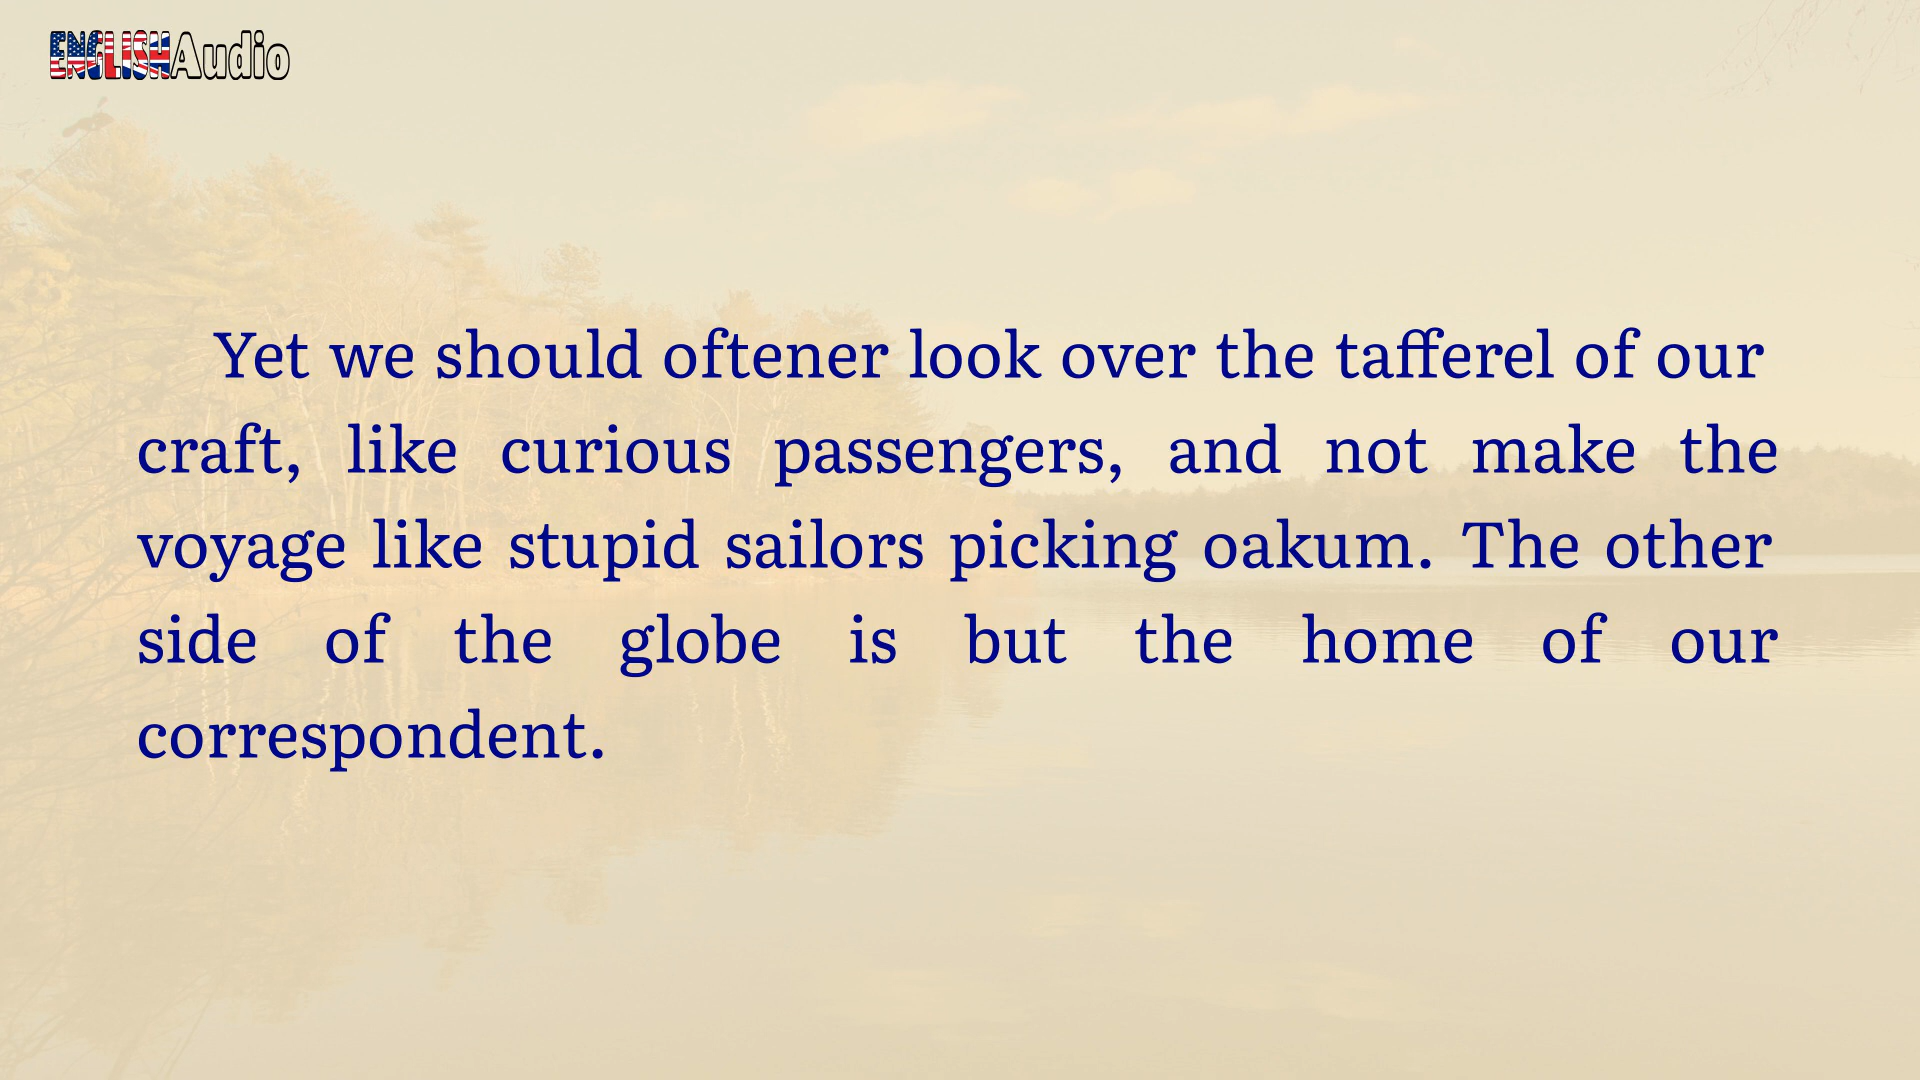 ENGLISHAudio
Yet we should oftener look over the tafferel of our
craft, like curious passengers, and not make the
voyage like stupid sailors picking oakum. The other
side of the globe is but the home of our
correspondent.